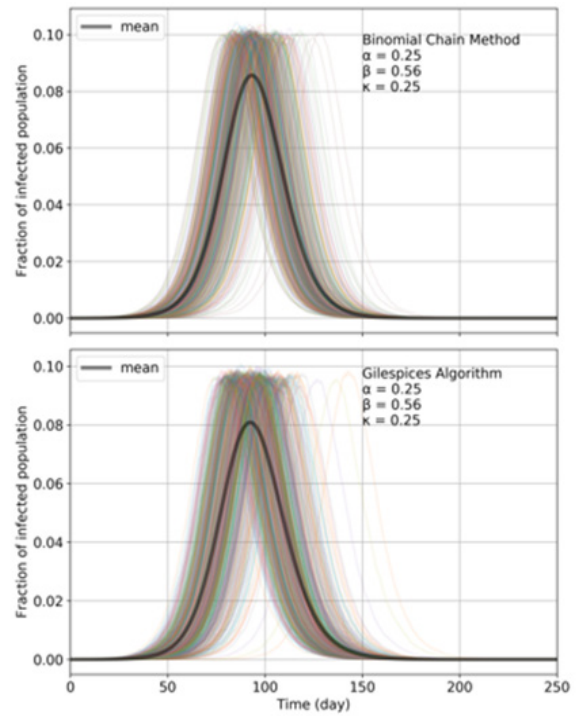 mean
Binomial Chain Method
α = 0.25
β = 0.56
κ = 0.25
Fraction of infected population
0.10
0.08
0.06
0.04
0.02
0.00
mean
Gilespices Algorithm
α = 0.25
β = 0.56
κ = 0.25
Fraction of infected population
0.10
0.08
0.06
0.04
0.02
0.00
0 50 100 150 200 250
Time (day)